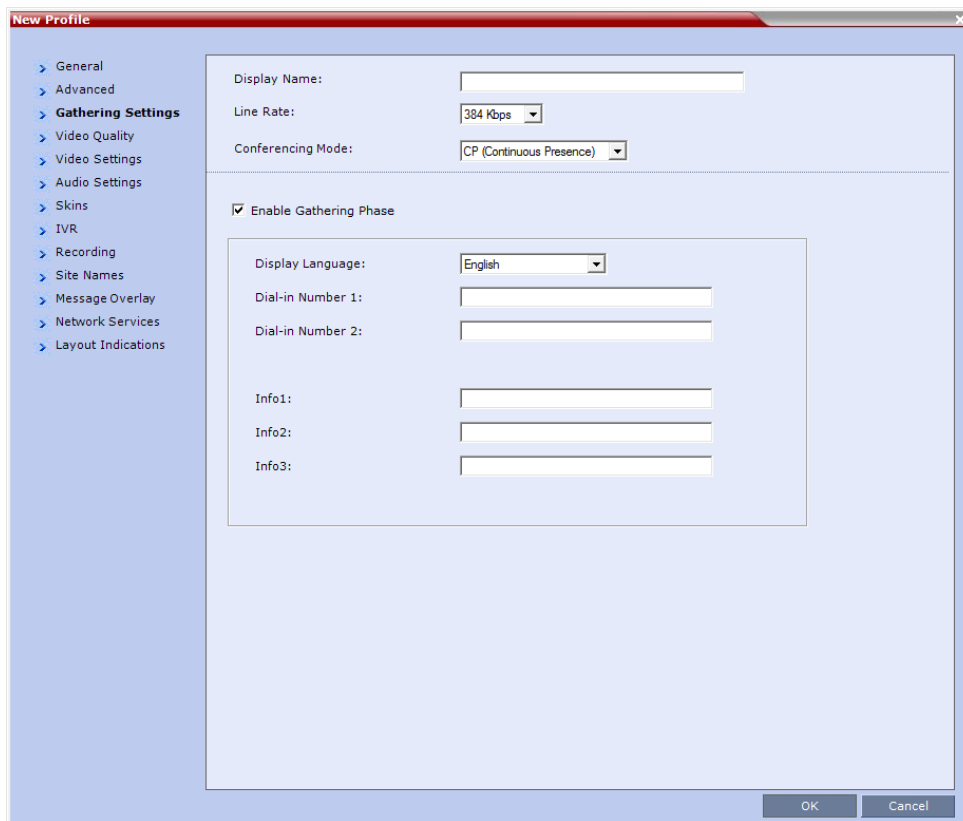 New Profile
General
Advanced
Gathering Settings
Video Quality
Video Settings
Audio Settings
Skins
IVR
Recording
Site Names
Message Overlay
Network Services
Layout Indications
Display Name:
Line Rate: 384 Kbps
Conferencing Mode: CP (Continuous Presence)
Enable Gathering Phase
Display Language: English
Dial-in Number 1:
Dial-in Number 2:
Info1:
Info2:
Info3:
OK Cancel